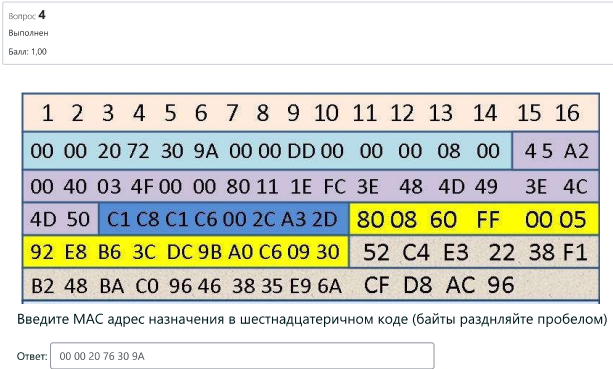 Вопрос 4
Выполнен
Балл: 1,00
1 2 3 4 5 6 7 8 9 10 11 12 13 14 15 16
00 00 20 72 30 9A 00 00 DD 00 00 00 08 00 4 5 A2
00 40 03 4F 00 00 80 11 1E FC 3E 48 4D 49 3E 4C
4D 50 C1 C8 C1 C6 00 2C A3 2D 80 08 60 FF 00 05
92 E8 B6 3C DC 9B A0 C6 09 30 52 C4 E3 22 38 F1
B2 48 BA C0 96 46 38 35 E9 6A CF D8 AC 96
Введите МАС адрес назначения в шестнадцатеричном коде (байты разднляйте пробелом)
Ответ: 00 00 20 76 30 9A